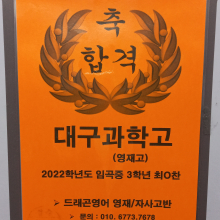 축
합격
대구과학고
(영재고)
2022학년도 임곡중 3학년 최O찬
➤ 드래곤영어 영재/자사고반
➤ 문의 : 010. 6773.7678